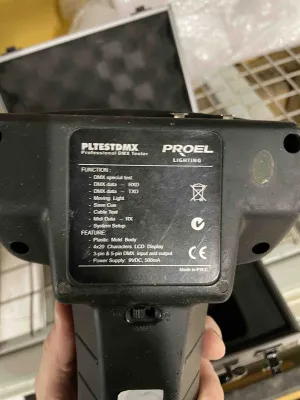 PLTESTDMX
Professional DMX Tester
PROEL
LIGHTING
FUNCTION:
- DMX special test
- DMX data - RXD
- DMX data - TXD
- Moving Light
- Save Cue
- Cable Test
- Midi Data - RX
- System Setup
FEATURE:
- Plastic Mold Body
- 4x20 Characters LCD Display
- 3-pin & 5-pin DMX input and output
- Power Supply: 9VDC, 500mA
CE
Made in P.R.C.